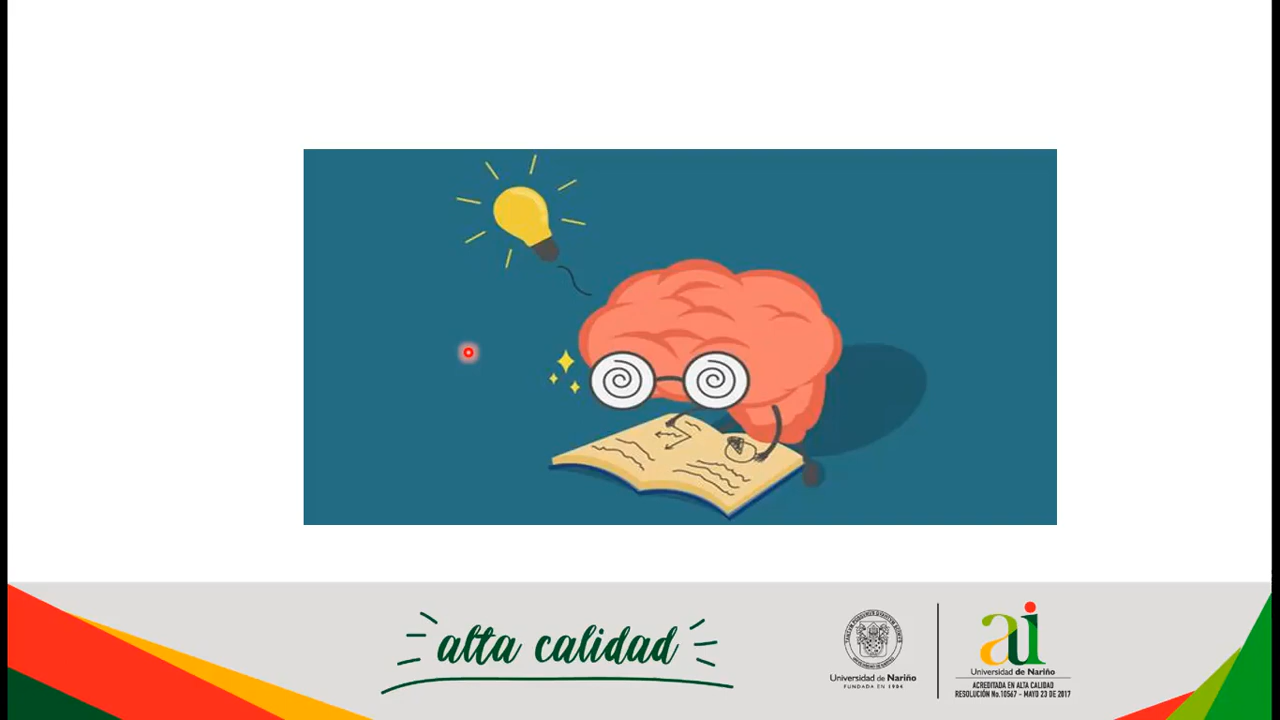 alta calidad
Universidad de Nariño
FUNDADA EN 1904
ai
Universidad de Nariño
ACREDITADA EN ALTA CALIDAD
RESOLUCIÓN No.10567 - MAYO 23 DE 2017